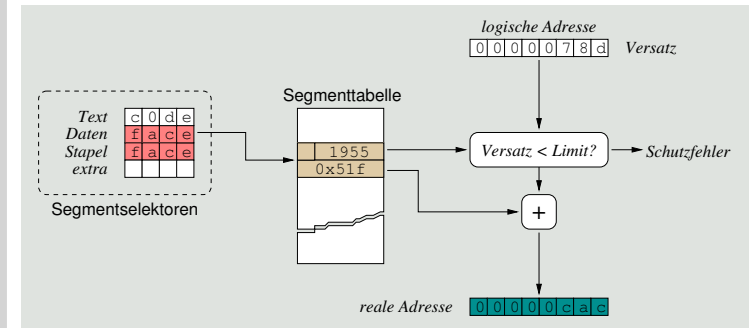 logische Adresse
0 0 0 0 0 7 8 d Versatz
Segmenttabelle
Text c 0 d e
Daten f a c e
Stapel f a c e
extra
Segmentselektoren
1955
0x51f
Versatz < Limit?
Schutzfehler
+
reale Adresse 0 0 0 0 0 c a c